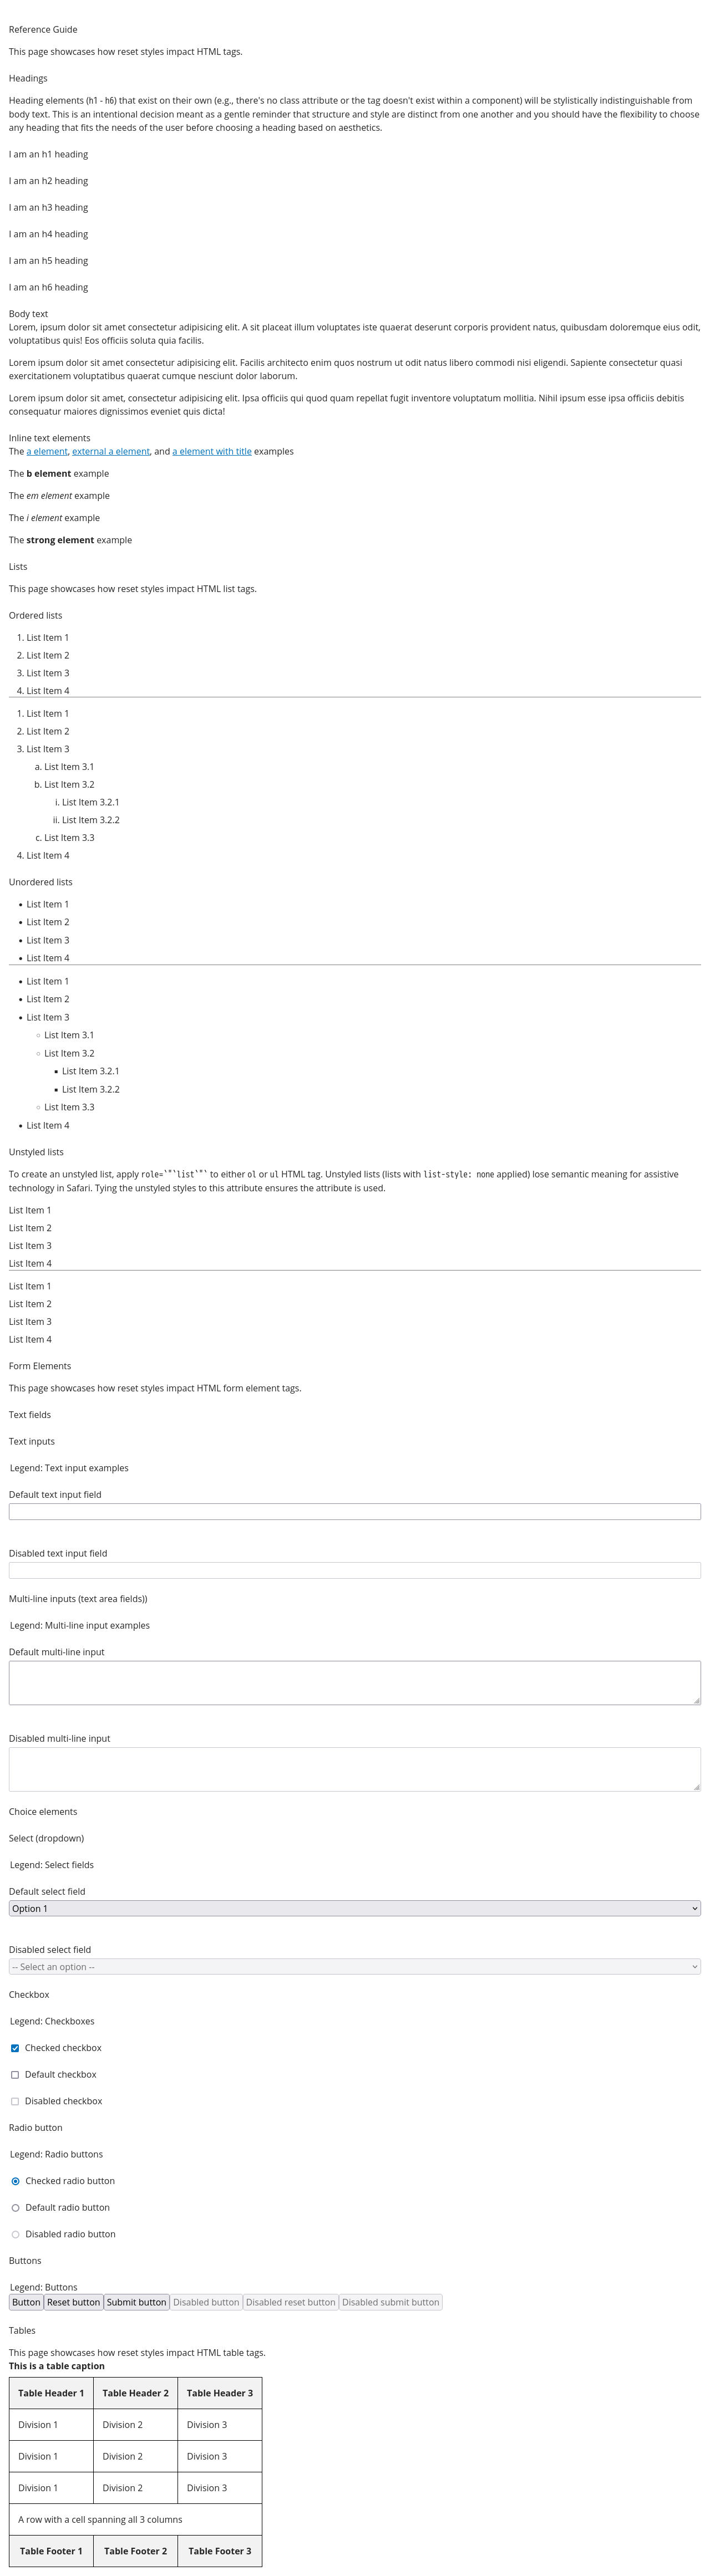 Reference Guide
This page showcases how reset styles impact HTML tags.
Headings
Heading elements (h1 - h6) that exist on their own (e.g., there's no class attribute or the tag doesn't exist within a component) will be stylistically indistinguishable from
body text. This is an intentional decision meant as a gentle reminder that structure and style are distinct from one another and you should have the flexibility to choose
any heading that fits the needs of the user before choosing a heading based on aesthetics.
I am an h1 heading
I am an h2 heading
I am an h3 heading
I am an h4 heading
I am an h5 heading
I am an h6 heading
Body text
Lorem, ipsum dolor sit amet consectetur adipisicing elit. A sit placeat illum voluptates iste quaerat deserunt corporis provident natus, quibusdam doloremque eius odit,
voluptatibus quis! Eos officiis soluta quia facilis.
Lorem ipsum dolor sit amet consectetur adipisicing elit. Facilis architecto enim quos nostrum ut odit natus libero commodi nisi eligendi. Sapiente consectetur quasi
exercitationem voluptatibus quaerat cumque nesciunt dolor laborum.
Lorem ipsum dolor sit amet, consectetur adipisicing elit. Ipsa officiis qui quod quam repellat fugit inventore voluptatum mollitia. Nihil ipsum esse ipsa officiis debitis
consequatur maiores dignissimos eveniet quis dicta!
Inline text elements
The a element, external a element, and a element with title examples
The b element example
The em element example
The i element example
The strong element example
Lists
This page showcases how reset styles impact HTML list tags.
Ordered lists
1. List Item 1
2. List Item 2
3. List Item 3
4. List Item 4
1. List Item 1
2. List Item 2
3. List Item 3
a. List Item 3.1
b. List Item 3.2
i. List Item 3.2.1
ii. List Item 3.2.2
c. List Item 3.3
4. List Item 4
Unordered lists
• List Item 1
• List Item 2
• List Item 3
• List Item 4
• List Item 1
• List Item 2
• List Item 3
◦ List Item 3.1
◦ List Item 3.2
▪ List Item 3.2.1
▪ List Item 3.2.2
◦ List Item 3.3
• List Item 4
Unstyled lists
To create an unstyled list, apply role=`"`list`"` to either ol or ul HTML tag. Unstyled lists (lists with list-style: none applied) lose semantic meaning for assistive
technology in Safari. Tying the unstyled styles to this attribute ensures the attribute is used.
List Item 1
List Item 2
List Item 3
List Item 4
List Item 1
List Item 2
List Item 3
List Item 4
Form Elements
This page showcases how reset styles impact HTML form element tags.
Text fields
Text inputs
Legend: Text input examples
Default text input field
Disabled text input field
Multi-line inputs (text area fields))
Legend: Multi-line input examples
Default multi-line input
Disabled multi-line input
Choice elements
Select (dropdown)
Legend: Select fields
Default select field
Option 1
Disabled select field
-- Select an option --
Checkbox
Legend: Checkboxes
Checked checkbox
Default checkbox
Disabled checkbox
Radio button
Legend: Radio buttons
Checked radio button
Default radio button
Disabled radio button
Buttons
Legend: Buttons
Button Reset button Submit button Disabled button Disabled reset button Disabled submit button
Tables
This page showcases how reset styles impact HTML table tags.
This is a table caption
Table Header 1 Table Header 2 Table Header 3
Division 1 Division 2 Division 3
Division 1 Division 2 Division 3
Division 1 Division 2 Division 3
A row with a cell spanning all 3 columns
Table Footer 1 Table Footer 2 Table Footer 3